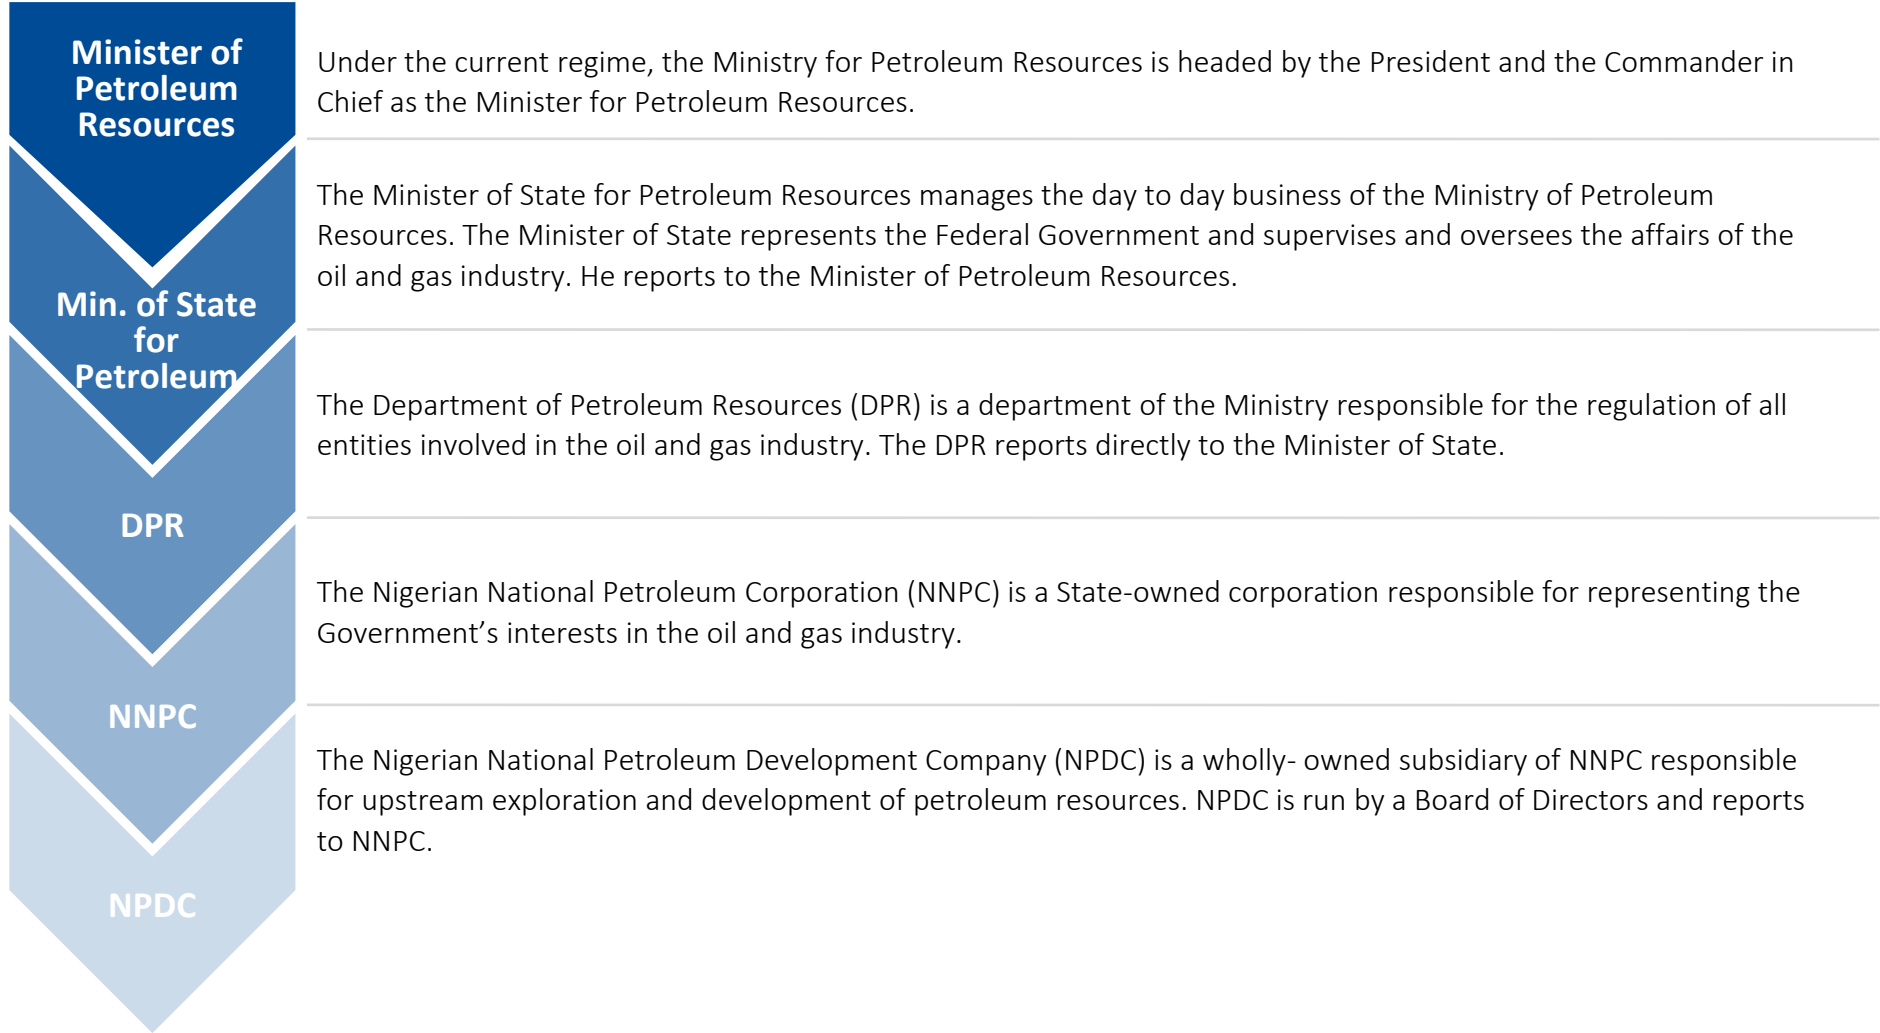 Minister of
Petroleum
Resources
Under the current regime, the Ministry for Petroleum Resources is headed by the President and the Commander in
Chief as the Minister for Petroleum Resources.
Min. of State
for
Petroleum
The Minister of State for Petroleum Resources manages the day to day business of the Ministry of Petroleum
Resources. The Minister of State represents the Federal Government and supervises and oversees the affairs of the
oil and gas industry. He reports to the Minister of Petroleum Resources.
DPR
The Department of Petroleum Resources (DPR) is a department of the Ministry responsible for the regulation of all
entities involved in the oil and gas industry. The DPR reports directly to the Minister of State.
NNPC
The Nigerian National Petroleum Corporation (NNPC) is a State-owned corporation responsible for representing the
Government’s interests in the oil and gas industry.
NPDC
The Nigerian National Petroleum Development Company (NPDC) is a wholly- owned subsidiary of NNPC responsible
for upstream exploration and development of petroleum resources. NPDC is run by a Board of Directors and reports
to NNPC.